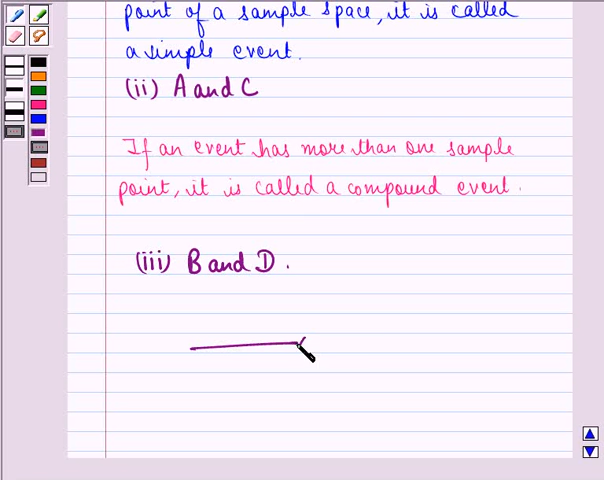 point of a sample space, it is called
a simple event.
(ii) A and C
If an event has more than one sample
point, it is called a compound event.
(iii) B and D.